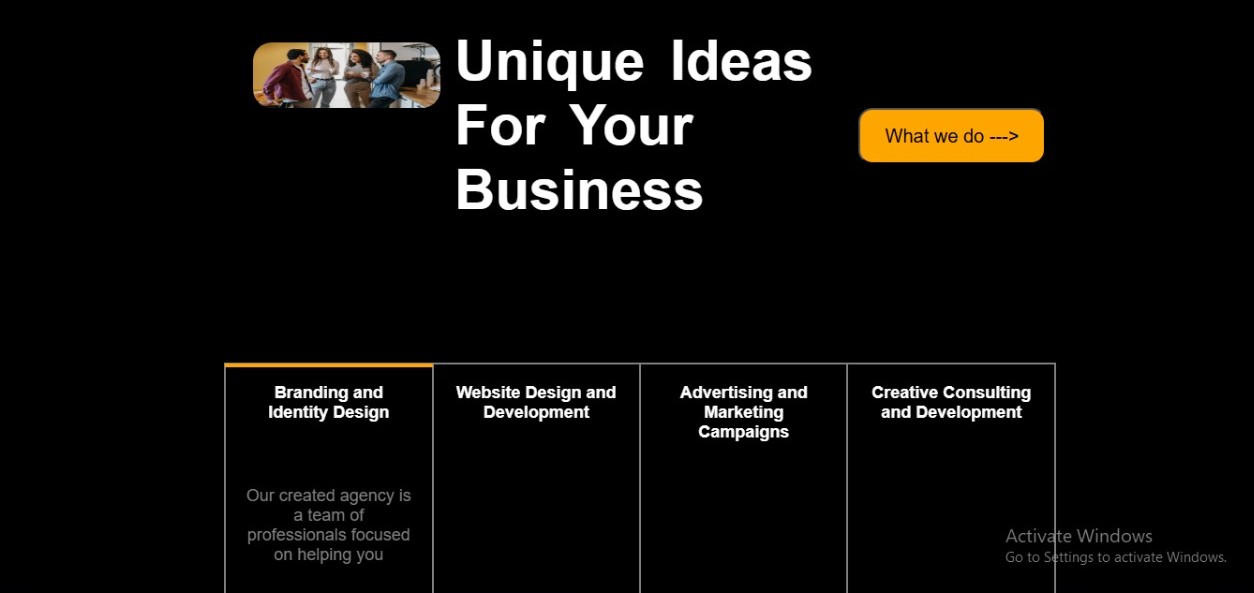 Unique Ideas
For Your
Business
What we do --->
Branding and
Identity Design
Website Design and
Development
Advertising and
Marketing
Campaigns
Creative Consulting
and Development
Our created agency is
a team of
professionals focused
on helping you
Activate Windows
Go to Settings to activate Windows.